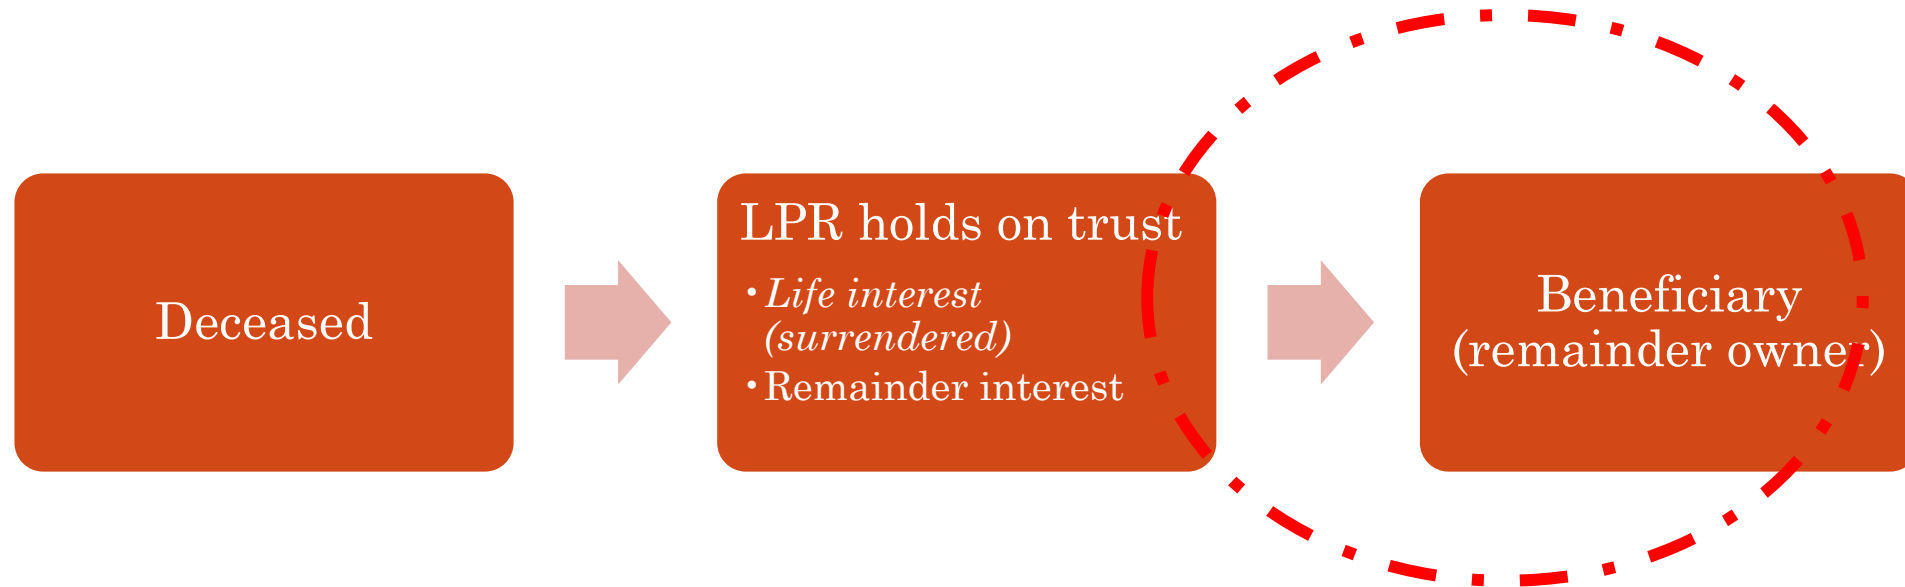 Deceased
LPR holds on trust
• Life interest
(surrendered)
• Remainder interest
Beneficiary
(remainder owner)